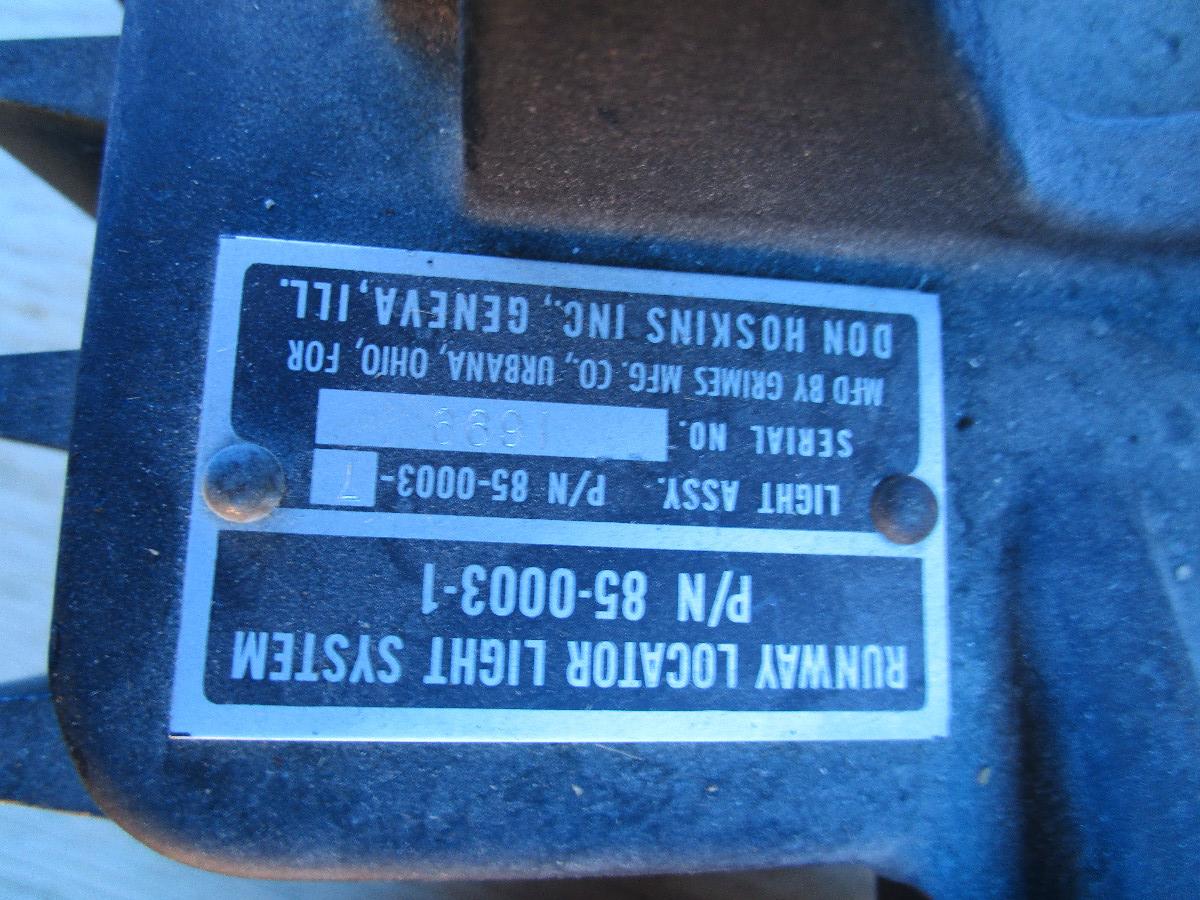 RUNWAY LOCATOR LIGHT SYSTEM
P/N 85-0003-1
LIGHT ASSY. P/N 85-0003-1
SERIAL NO. 1699
MFD BY GRIMES MFG. CO., URBANA, OHIO, FOR
DON HOSKINS INC., GENEVA, ILL.